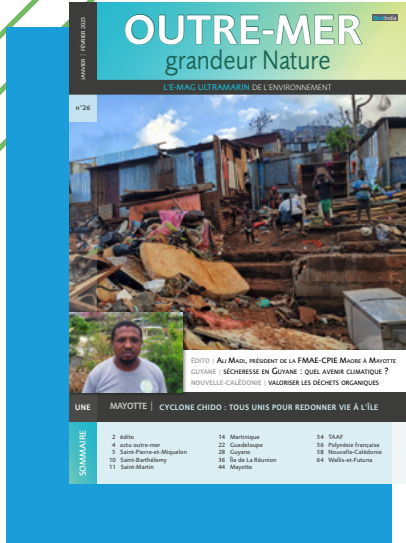 JANVIER | FÉVRIER 2025
OUTRE-MER
grandeur Nature
L'E-MAG ULTRAMARIN DE L'ENVIRONNEMENT
n°26
ÉDITO | ALI MADI, PRÉSIDENT DE LA FMAE-CPIE MAORE À MAYOTTE
GUYANE | SÉCHERESSE EN GUYANE : QUEL AVENIR CLIMATIQUE ?
NOUVELLE-CALÉDONIE | VALORISER LES DÉCHETS ORGANIQUES
UNE
MAYOTTE | CYCLONE CHIDO : TOUS UNIS POUR REDONNER VIE À L'ÎLE
SOMMAIRE
2 édito
4 actu outre-mer
5 Saint-Pierre-et-Miquelon
10 Saint-Barthélemy
11 Saint-Martin
14 Martinique
22 Guadeloupe
28 Guyane
36 Île de La Réunion
44 Mayotte
54 TAAF
56 Polynésie française
58 Nouvelle-Calédonie
64 Wallis-et-Futuna